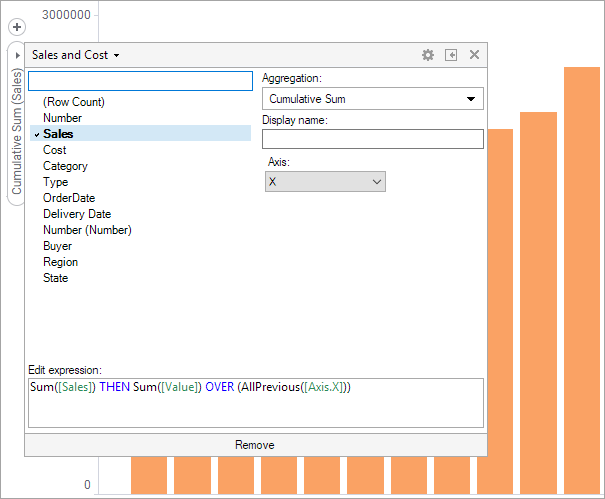 3000000
Cumulative Sum (Sales)
Sales and Cost
(Row Count)
Number
Sales
Cost
Category
Type
OrderDate
Delivery Date
Number (Number)
Buyer
Region
State
Aggregation:
Cumulative Sum
Display name:
Axis:
X
Edit expression:
Sum([Sales]) THEN Sum([Value]) OVER (AllPrevious([Axis.X]))
Remove
0